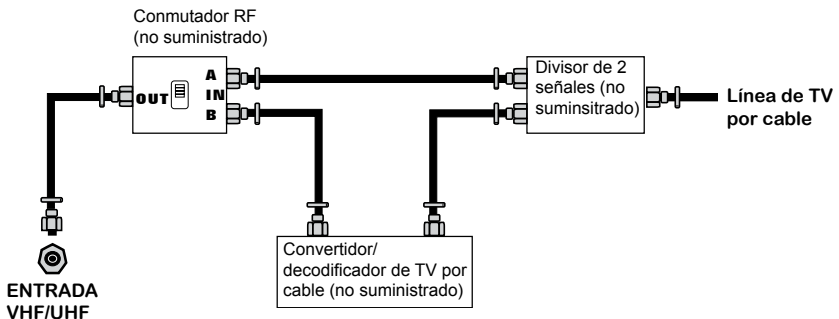 Conmutador RF
(no suministrado)
OUT
A
IN
B
Divisor de 2
señales (no
suminsitrado)
Línea de TV
por cable
Convertidor/
decodificador de TV por
cable (no suministrado)
ENTRADA
VHF/UHF